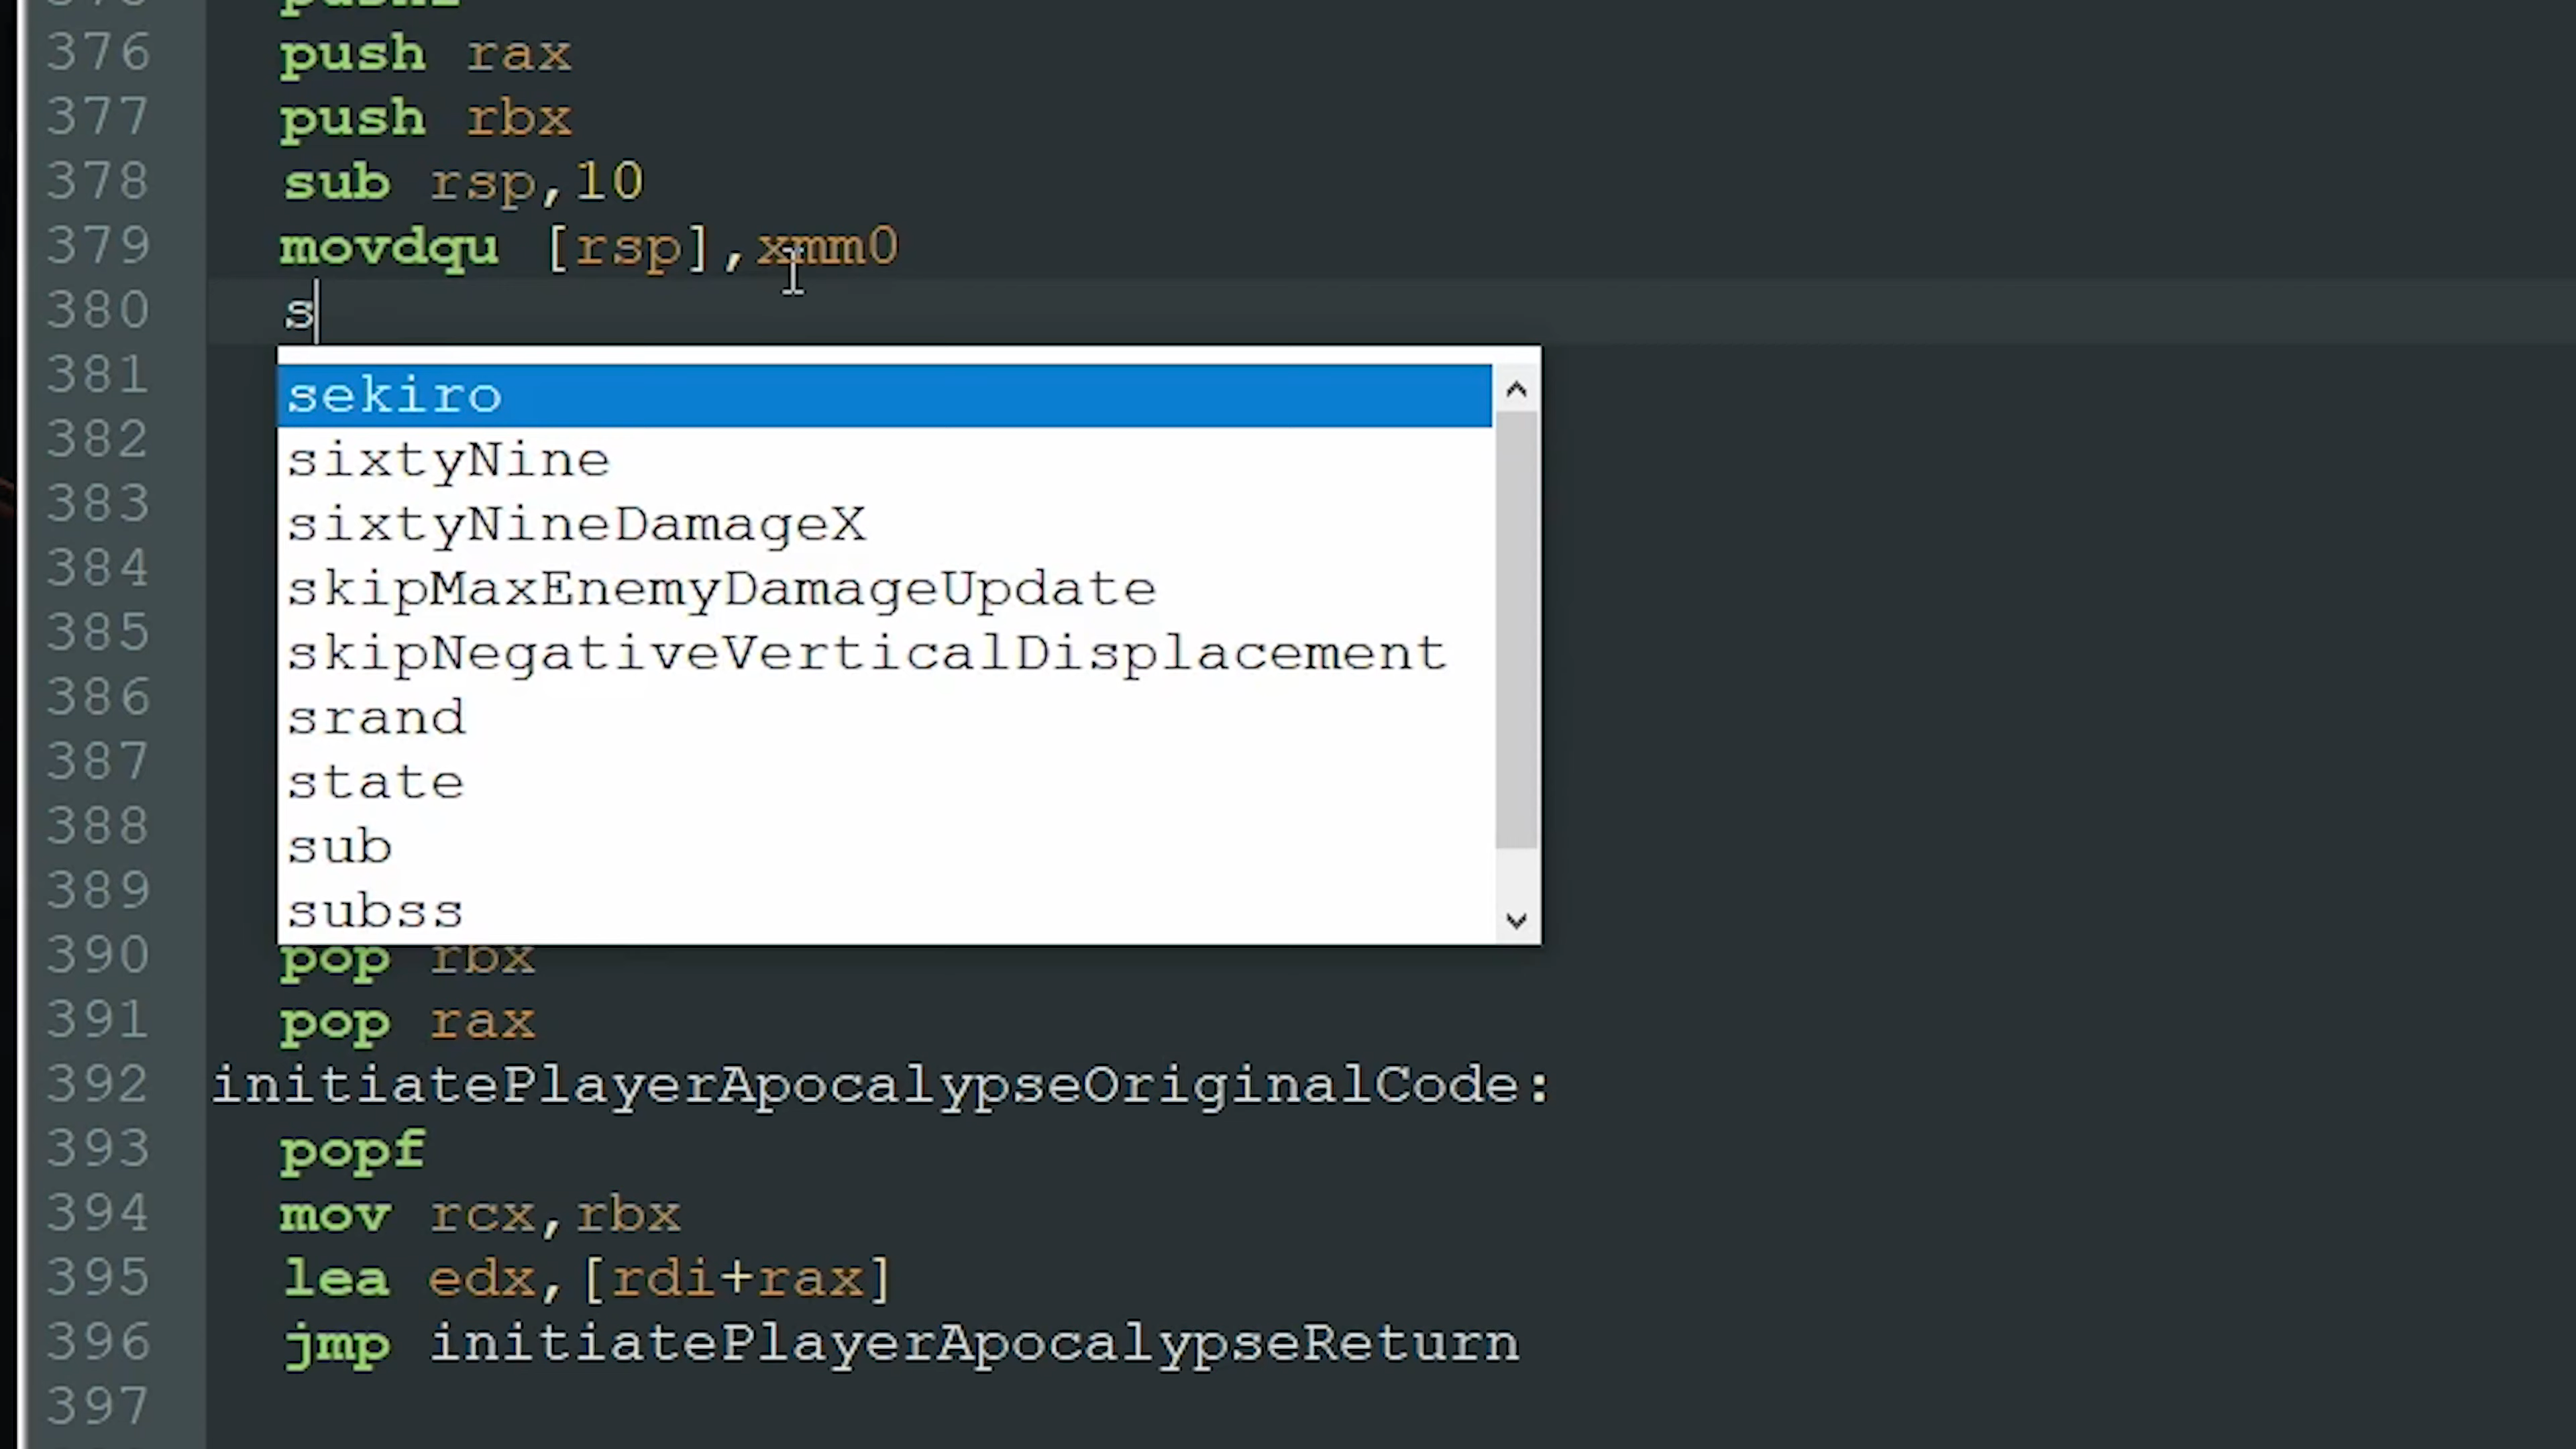 376 push rax
377 push rbx
378 sub rsp,10
379 movdqu [rsp],xmm0
380 s
381
sekiro
382 sixtyNine
383 sixtyNineDamageX
384 skipMaxEnemyDamageUpdate
385 skipNegativeVerticalDisplacement
386 srand
387 state
388 sub
389 subss
390 pop rbx
391 pop rax
392 initiatePlayerApocalypseOriginalCode:
393 popf
394 mov rcx,rbx
395 lea edx,[rdi+rax]
396 jmp initiatePlayerApocalypseReturn
397